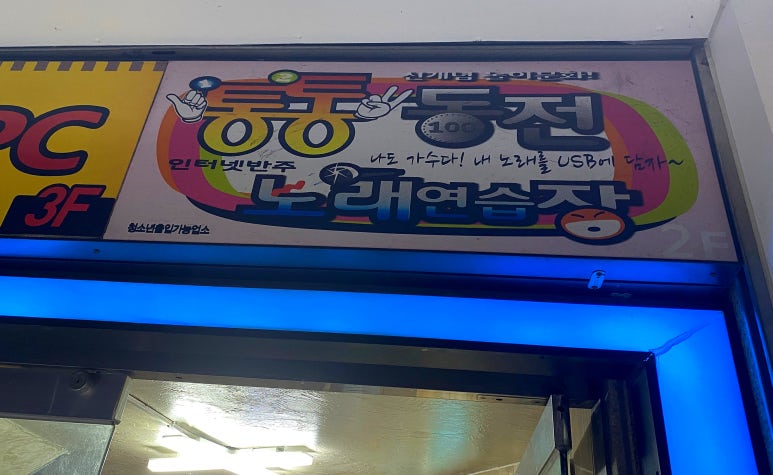 PC
3F
신개념 놀이문화!
통통 동전
100
인터넷반주
나도 가수다! 내 노래를 USB에 담자~
노래연습장
청소년출입가능업소
2F